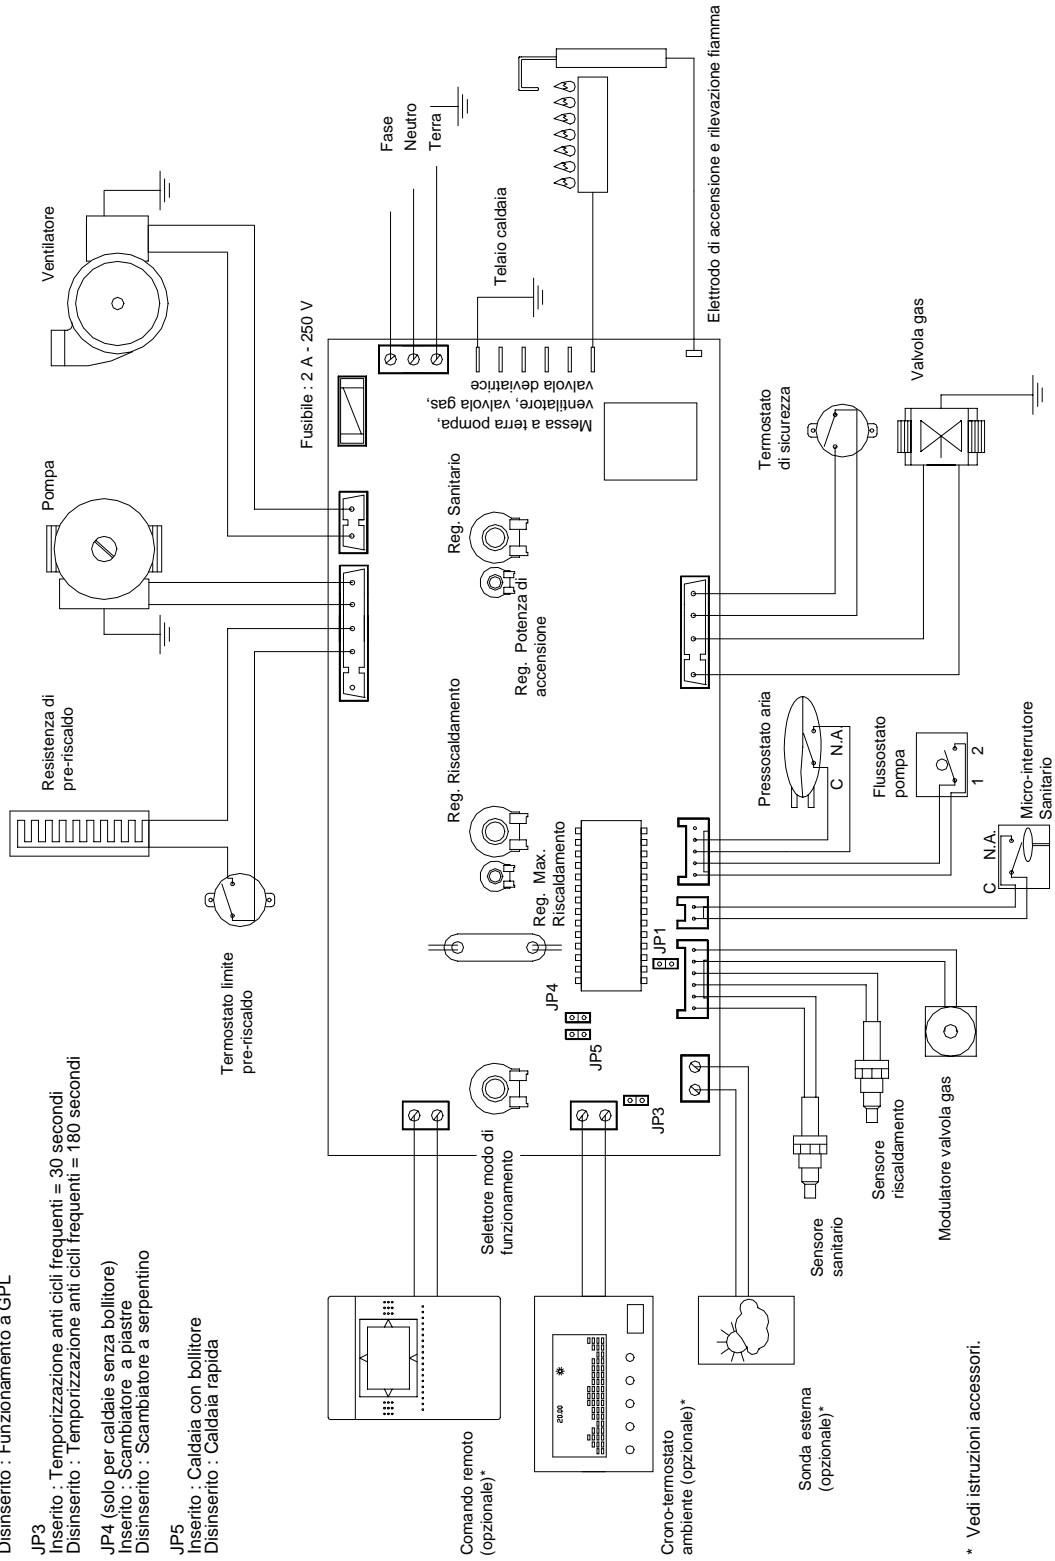 Disinserito : Funzionamento a GPL
JP3
Inserito : Temporizzazione anti cicli frequenti = 30 secondi
Disinserito : Temporizzazione anti cicli frequenti = 180 secondi
JP4 (solo per caldaie senza bollitore)
Inserito : Scambiatore a piastre
Disinserito : Scambiatore a serpentino
JP5
Inserito : Caldaia con bollitore
Disinserito : Caldaia rapida
Termostato limite
pre-riscaldo
Resistenza di
pre-riscaldo
Pompa
Ventilatore
Fusibile : 2 A - 250 V
Fase
Neutro
Terra
Telaio caldaia
Messa a terra pompa,
ventilatore, valvola gas,
valvola deviatrice
Elettrodo di accensione e rilevazione fiamma
Comando remoto
(opzionale)*
Selettore modo di
funzionamento
Reg. Riscaldamento
Reg. Max.
Riscaldamento
Reg. Sanitario
Reg. Potenza di
accensione
JP4
JP5
JP3
JP1
20.00
Crono-termostato
ambiente (opzionale)*
Sonda esterna
(opzionale)*
Sensore
sanitario
Sensore
riscaldamento
Modulatore valvola gas
Pressostato aria
C N.A.
Flussostato
pompa
1 2
C N.A.
Micro-interrutore
Sanitario
Termostato
di sicurezza
Valvola gas
* Vedi istruzioni accessori.